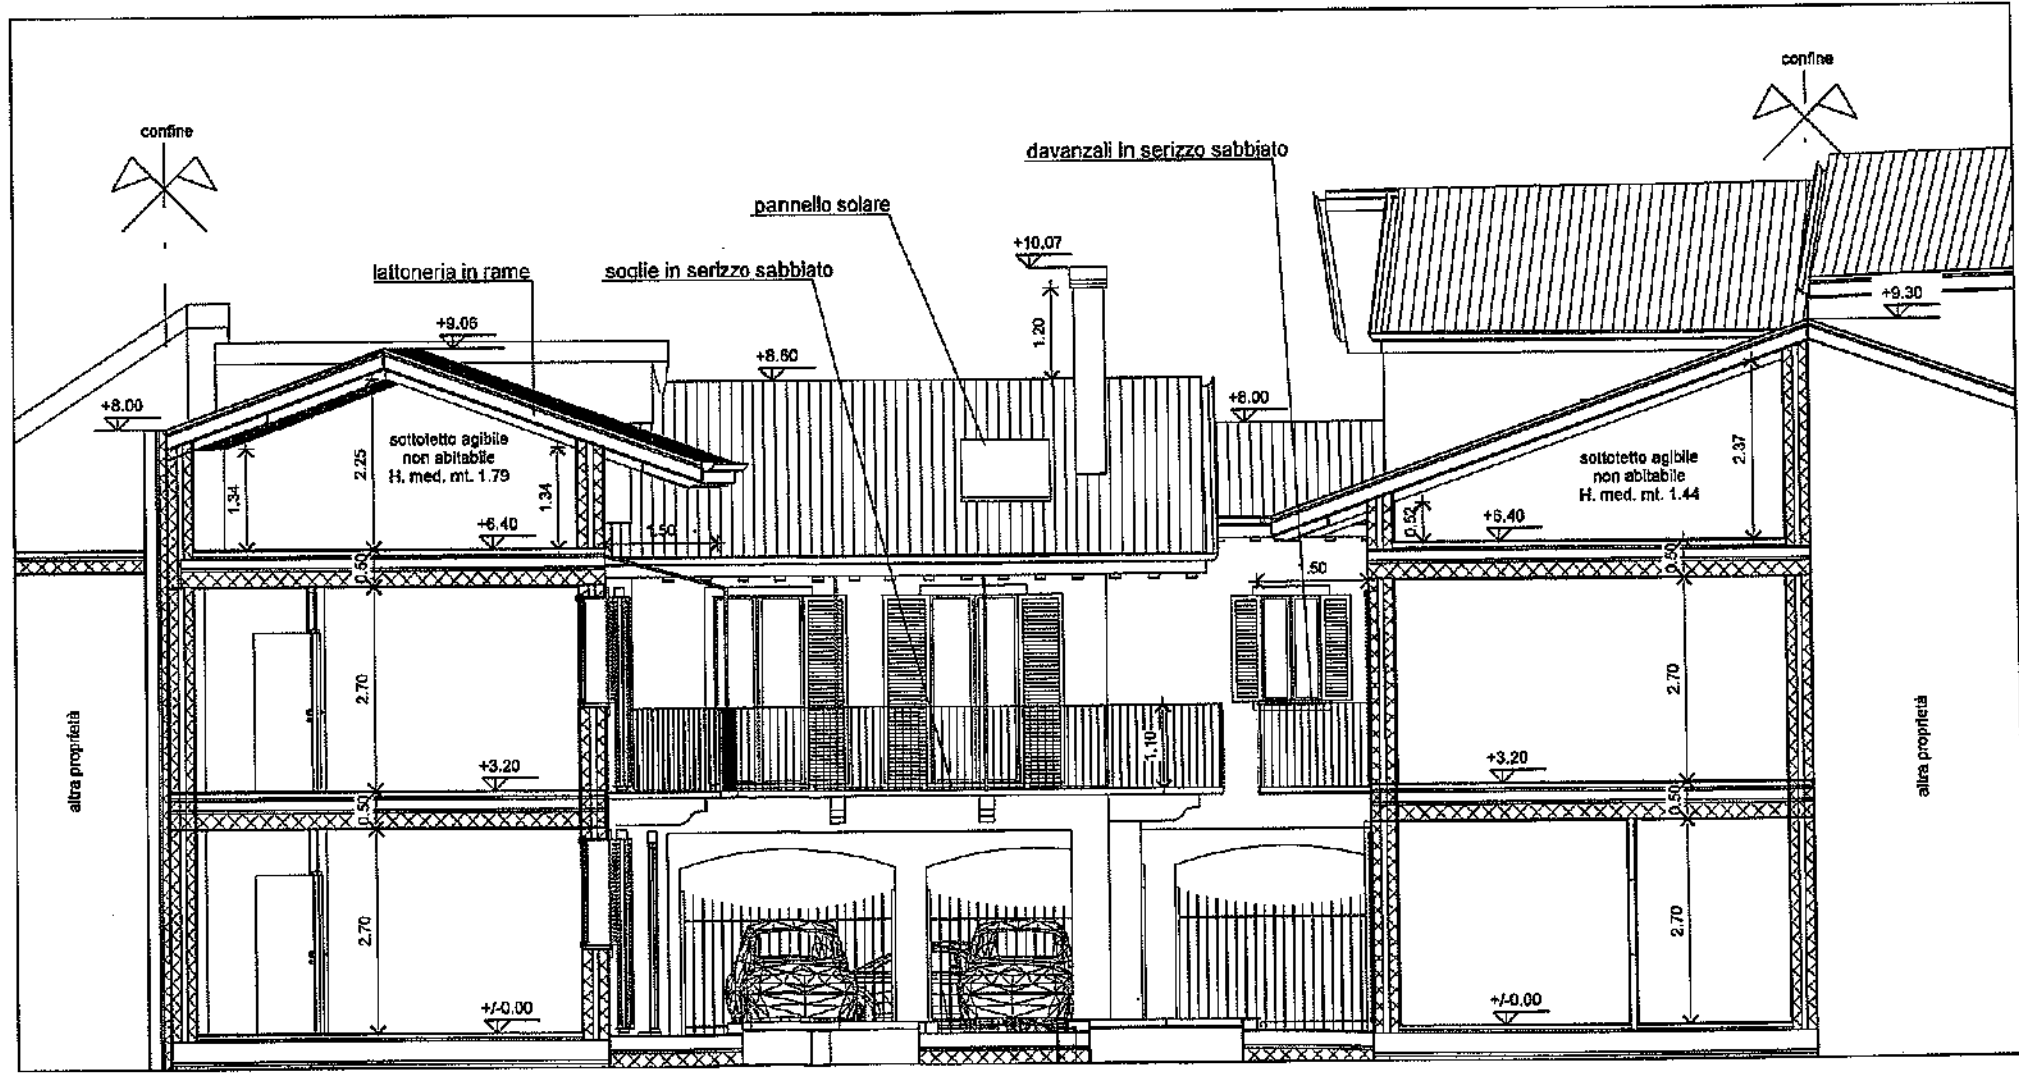 confine
confine
davanzali in serizzo sabbiato
pannello solare
+10.07
lattoneria in rame
soglie in serizzo sabbiato
+9.30
+9.06
1.20
+8.60
+8.00
+8.00
sottotetto agibile
non abitabile
H. med. mt. 1.79
2.25
1.34
1.34
sottotetto agibile
non abitabile
H. med. mt. 1.44
2.37
0.52
+6.40
+6.40
1.50
0.50
0.50
1.50
2.70
2.70
altra proprietà
altra proprietà
1.10
+3.20
+3.20
0.50
0.50
2.70
2.70
+/-0.00
+/-0.00